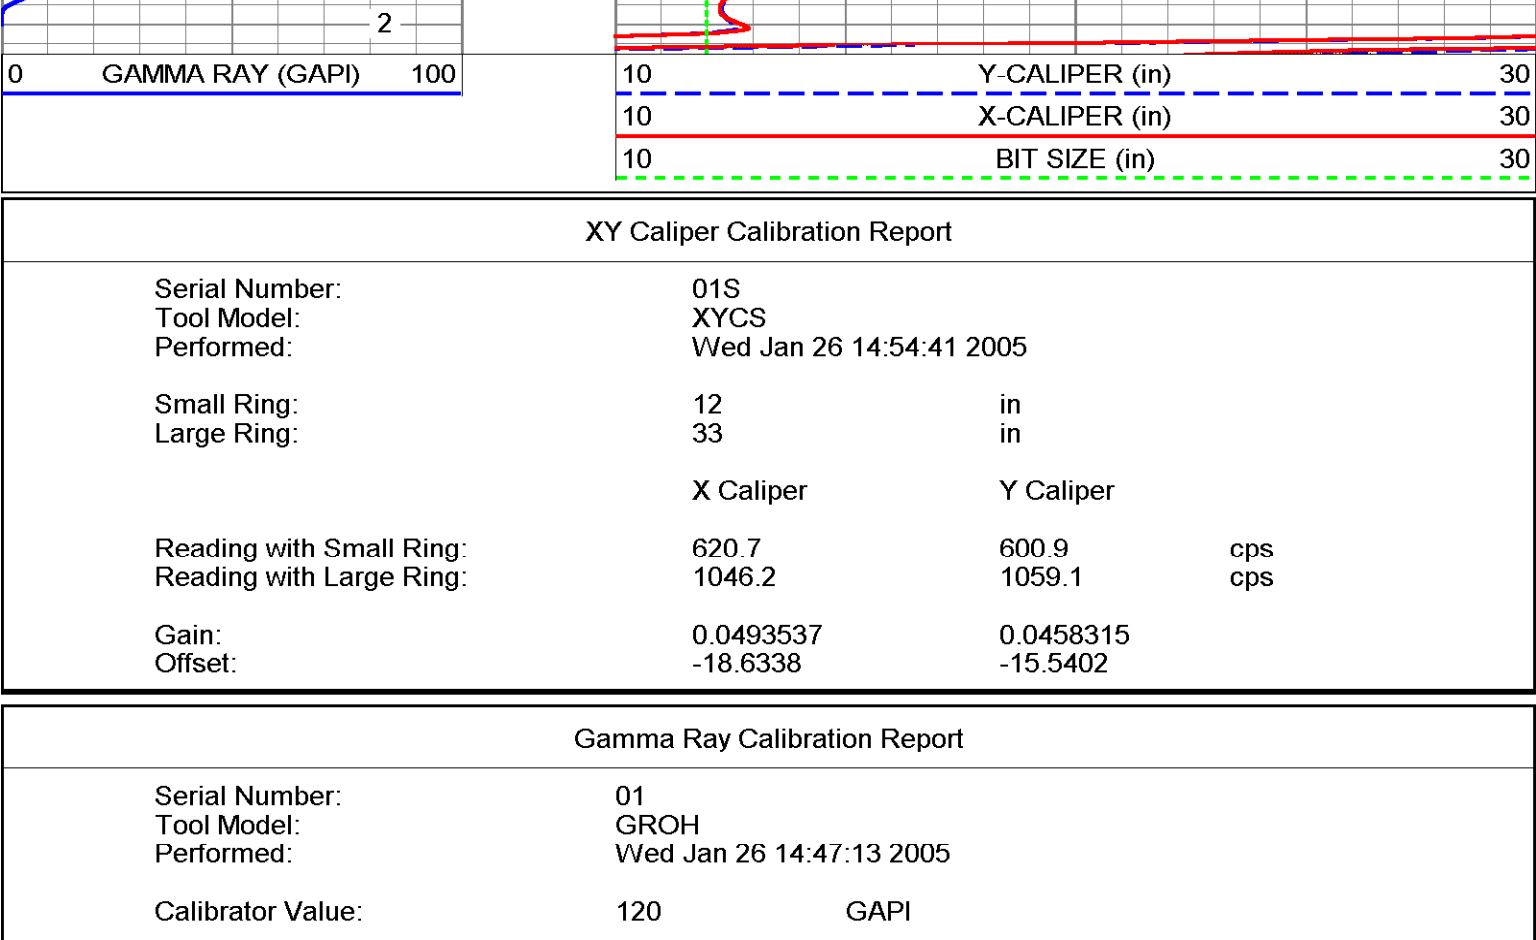 2
0 GAMMA RAY (GAPI) 100
10 Y-CALIPER (in) 30
10 X-CALIPER (in) 30
10 BIT SIZE (in) 30
XY Caliper Calibration Report
Serial Number: 01S
Tool Model: XYCS
Performed: Wed Jan 26 14:54:41 2005
Small Ring: 12 in
Large Ring: 33 in
X Caliper Y Caliper
Reading with Small Ring: 620.7 600.9 cps
Reading with Large Ring: 1046.2 1059.1 cps
Gain: 0.0493537 0.0458315
Offset: -18.6338 -15.5402
Gamma Ray Calibration Report
Serial Number: 01
Tool Model: GROH
Performed: Wed Jan 26 14:47:13 2005
Calibrator Value: 120 GAPI